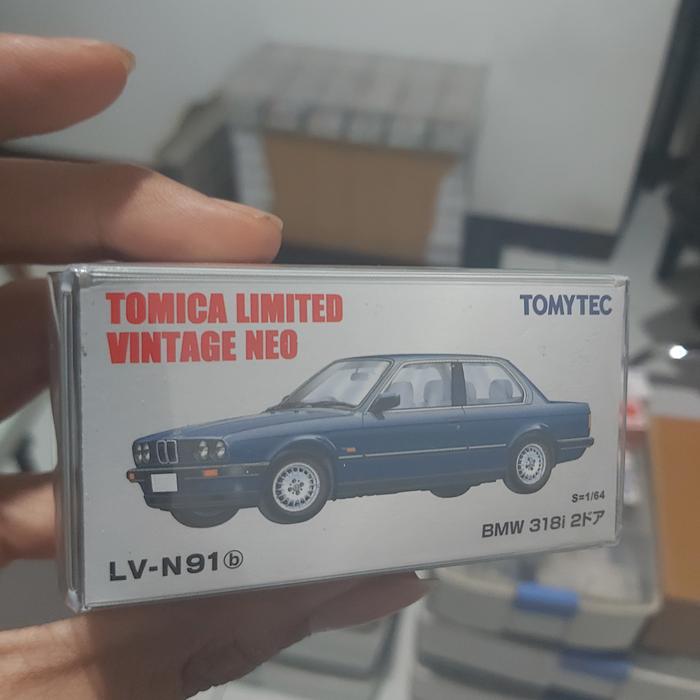 TOMICA LIMITED
VINTAGE NEO
TOMYTEC
S=1/64
BMW 318i 2ドア
LV-N91ⓑ